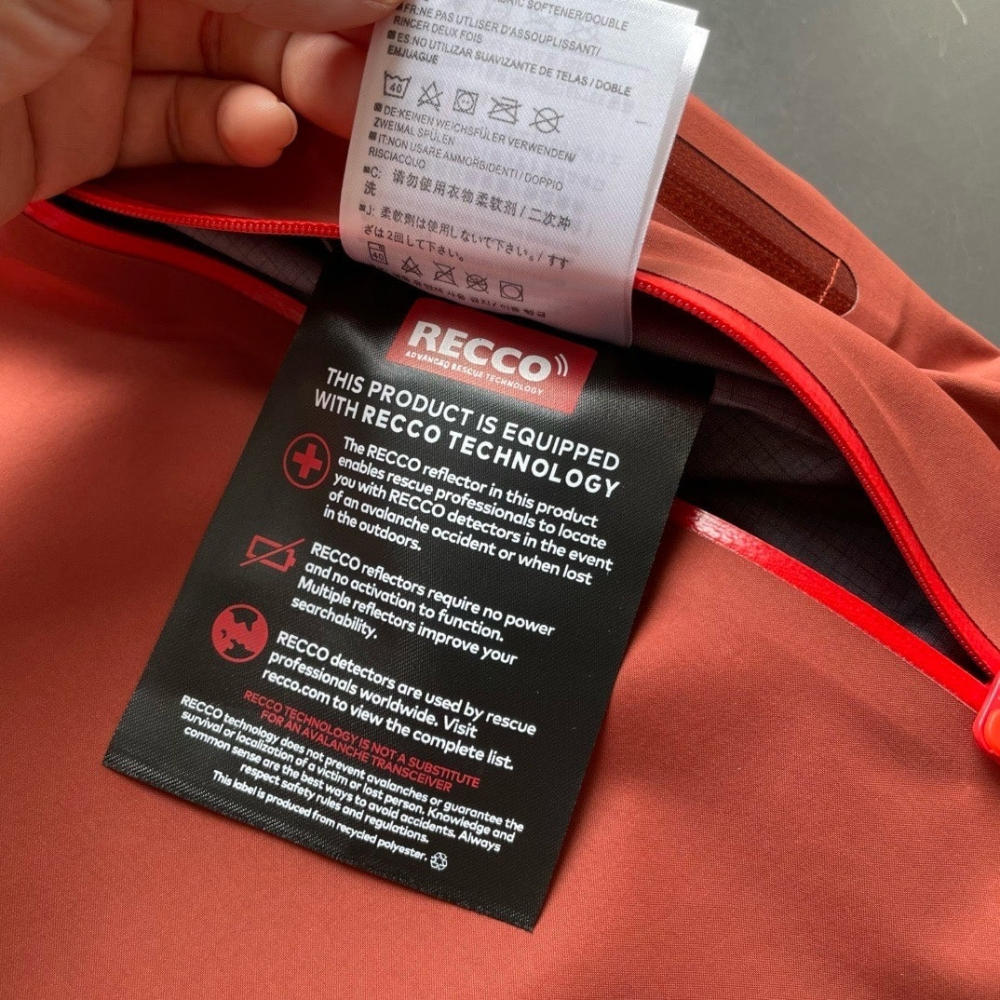 FABRIC SOFTENER/DOUBLE
■FR:NE PAS UTLISER D'ASSOUPLISSANT/
RINCER DEUX FOIS
■ES:NO UTILIZAR SUAVIZANTE DE TELAS / DOBLE
ENJUAGUE
40
■DE:KEINEN WEICHSFÜLER VERWENDEN/
ZWEIMAL SPÜLEN
■IT:NON USARE AMMORBIDENTI / DOPPIO
RISCIACQUO
■C: 请勿使用衣物柔软剂 / 二次冲
洗
■J: 柔軟剤は使用しないで下さい。/ すす
ぎは2回して下さい。
40
RECCO
ADVANCED RESCUE TECHNOLOGY
THIS PRODUCT IS EQUIPPED
WITH RECCO TECHNOLOGY
The RECCO reflector in this product
enables rescue professionals to locate
you with RECCO detectors in the event
of an avalanche accident or when lost
in the outdoors.
RECCO reflectors require no power
and no activation to function.
Multiple reflectors improve your
searchability.
RECCO detectors are used by rescue
professionals worldwide. Visit
recco.com to view the complete list.
RECCO TECHNOLOGY IS NOT A SUBSTITUTE
FOR AN AVALANCHE TRANSCEIVER
RECCO technology does not prevent avalanches or guarantee the
survival or localization of a victim or lost person. Knowledge and
common sense are the best ways to avoid accidents. Always
respect safety rules and regulations.
This label is produced from recycled polyester.